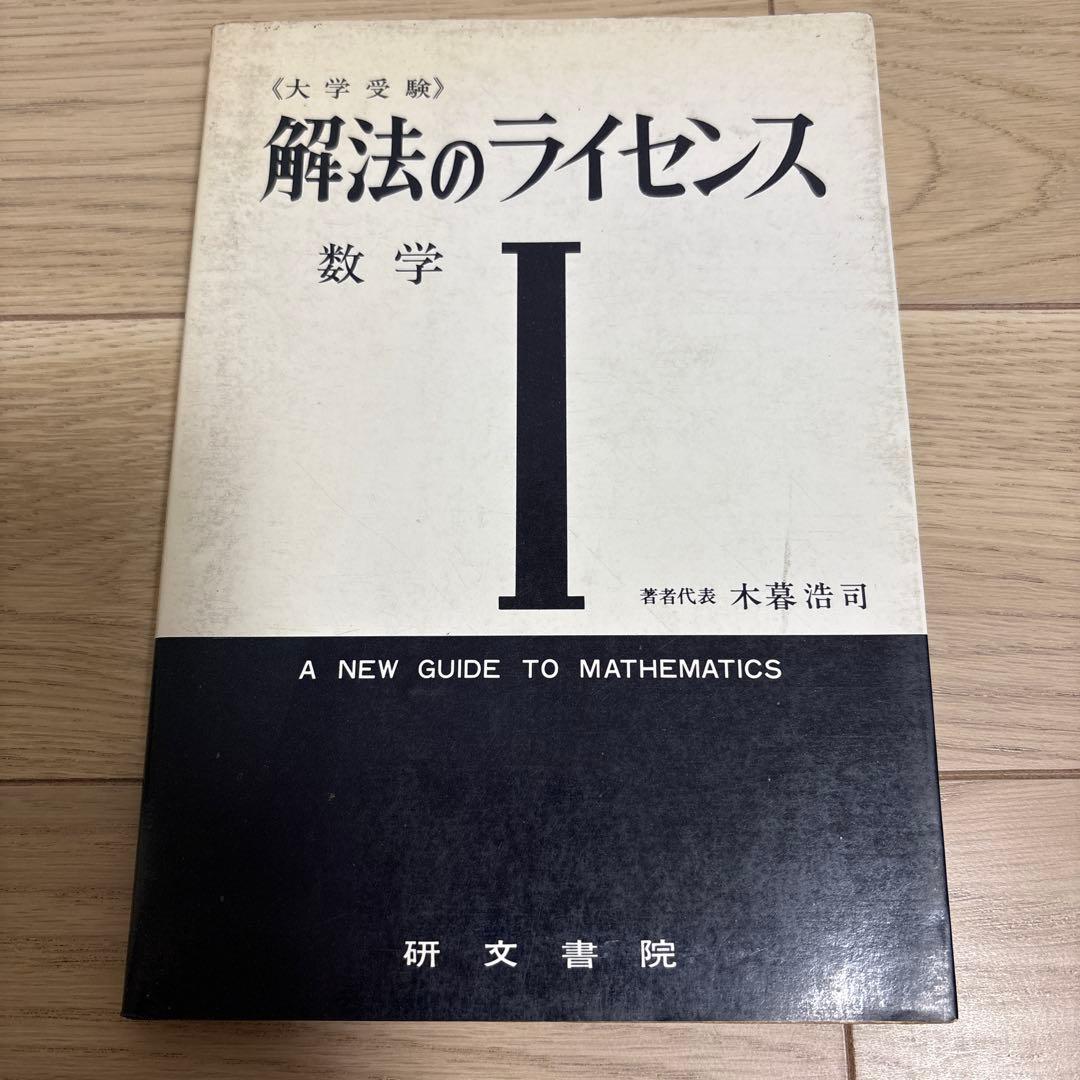 《大学受験》
解法のライセンス
数学
I
著者代表 木暮浩司
A NEW GUIDE TO MATHEMATICS
研文書院